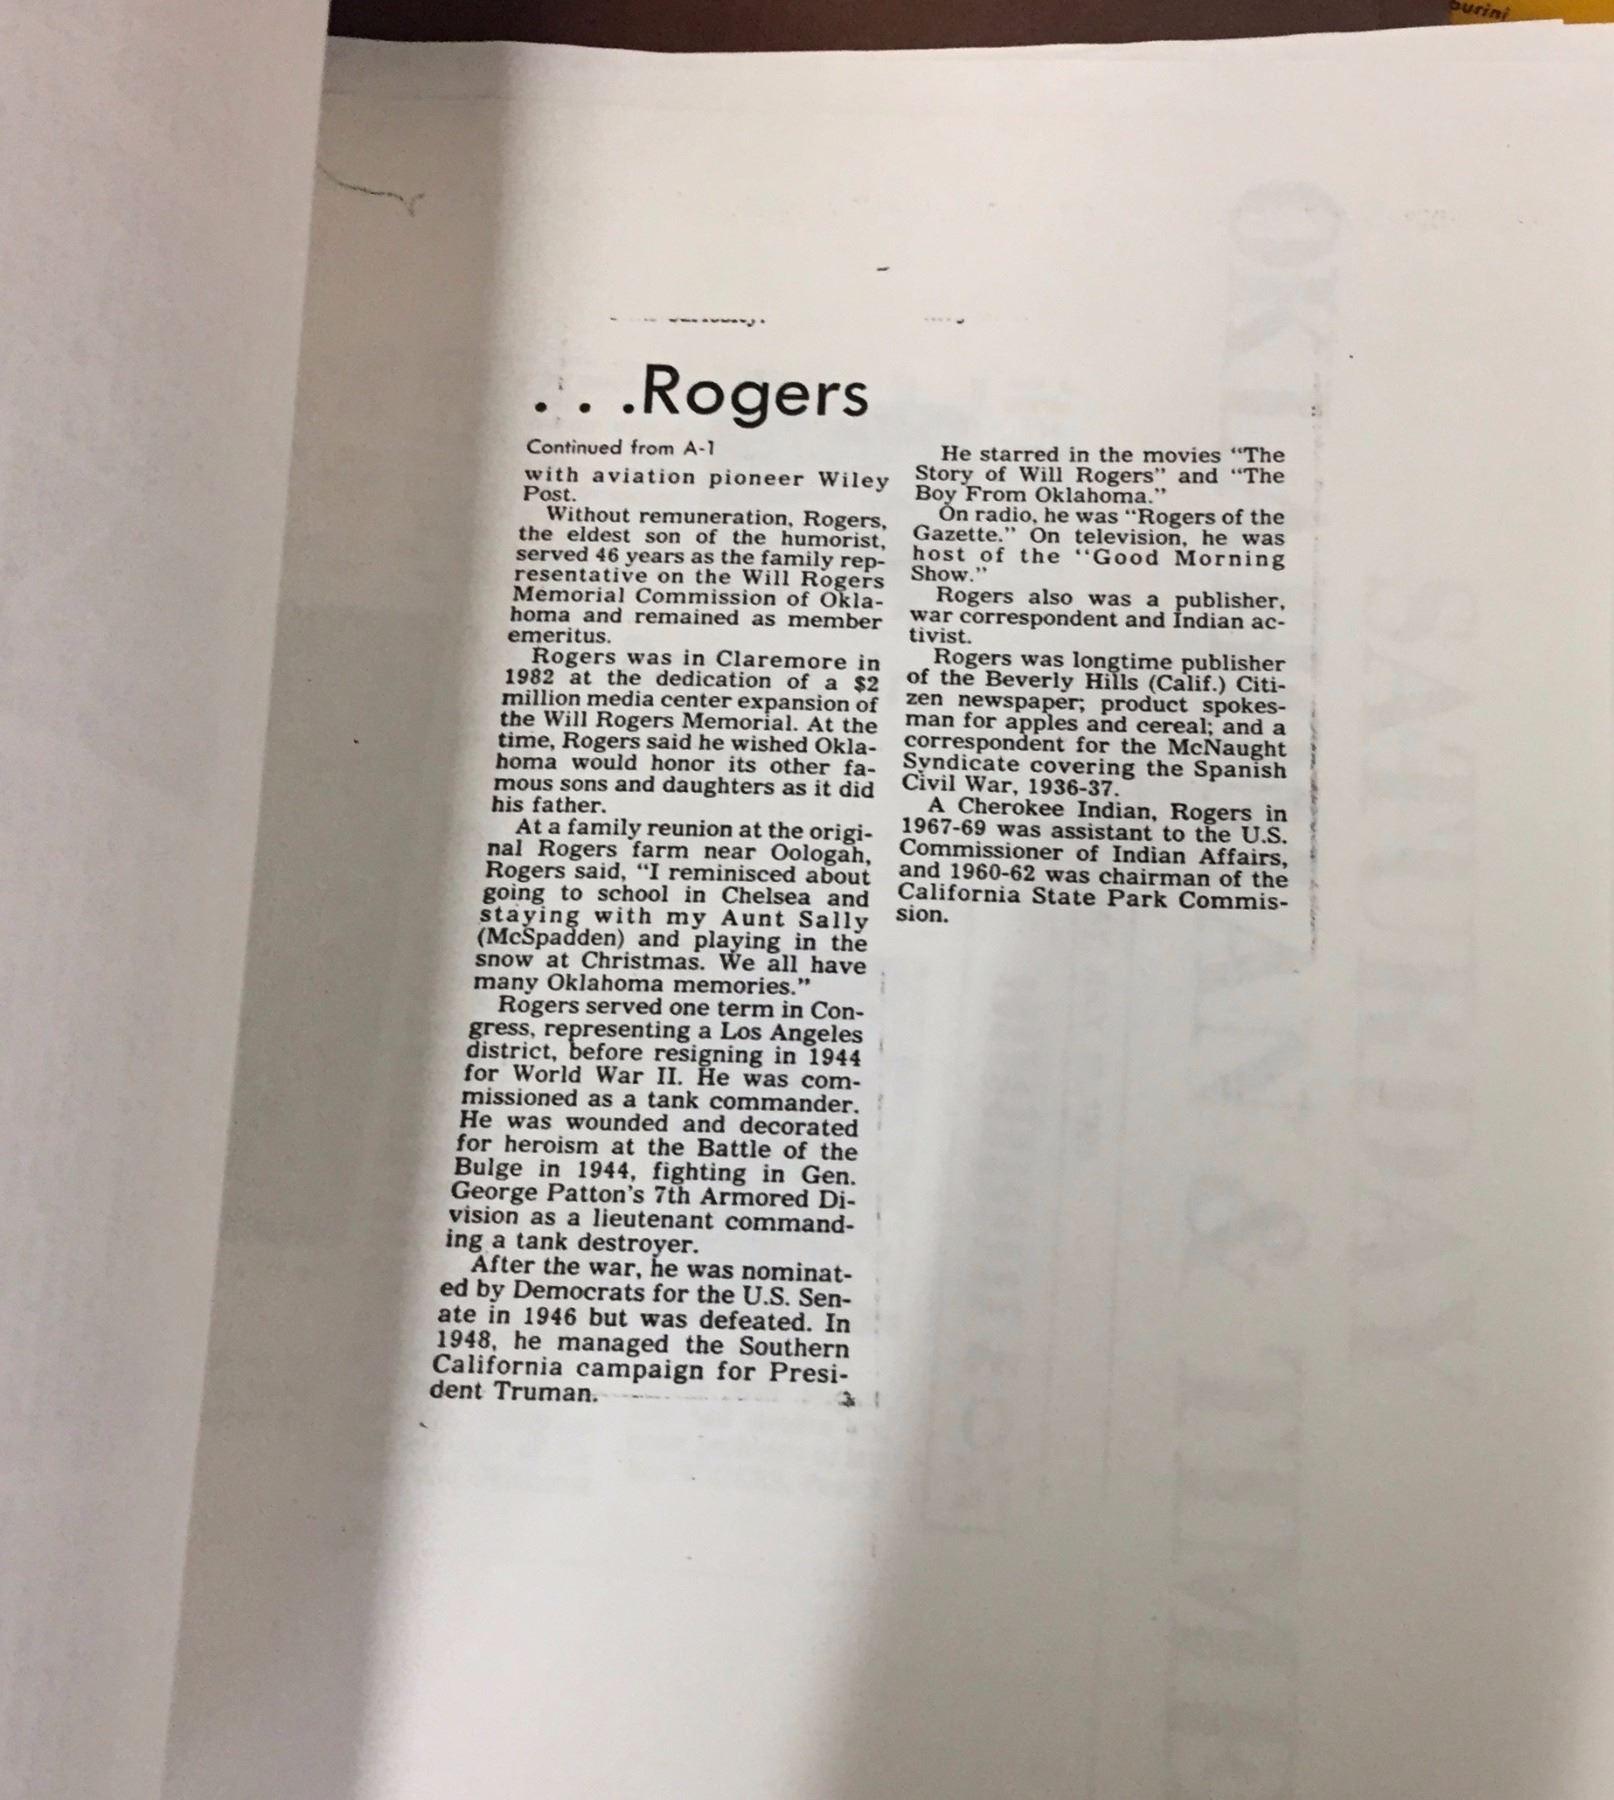 . . .Rogers
Continued from A-1
with aviation pioneer Wiley
Post.
Without remuneration, Rogers,
the eldest son of the humorist,
served 46 years as the family rep-
resentative on the Will Rogers
Memorial Commission of Okla-
homa and remained as member
emeritus.
Rogers was in Claremore in
1982 at the dedication of a $2
million media center expansion of
the Will Rogers Memorial. At the
time, Rogers said he wished Okla-
homa would honor its other fa-
mous sons and daughters as it did
his father.
At a family reunion at the origi-
nal Rogers farm near Oologah,
Rogers said, “I reminisced about
going to school in Chelsea and
staying with my Aunt Sally
(McSpadden) and playing in the
snow at Christmas. We all have
many Oklahoma memories.”
Rogers served one term in Con-
gress, representing a Los Angeles
district, before resigning in 1944
for World War II. He was com-
missioned as a tank commander.
He was wounded and decorated
for heroism at the Battle of the
Bulge in 1944, fighting in Gen.
George Patton’s 7th Armored Di-
vision as a lieutenant command-
ing a tank destroyer.
After the war, he was nominat-
ed by Democrats for the U.S. Sen-
ate in 1946 but was defeated. In
1948, he managed the Southern
California campaign for Presi-
dent Truman.
He starred in the movies “The
Story of Will Rogers” and “The
Boy From Oklahoma.”
On radio, he was “Rogers of the
Gazette.” On television, he was
host of the “Good Morning
Show.”
Rogers also was a publisher,
war correspondent and Indian ac-
tivist.
Rogers was longtime publisher
of the Beverly Hills (Calif.) Citi-
zen newspaper; product spokes-
man for apples and cereal; and a
correspondent for the McNaught
Syndicate covering the Spanish
Civil War, 1936-37.
A Cherokee Indian, Rogers in
1967-69 was assistant to the U.S.
Commissioner of Indian Affairs,
and 1960-62 was chairman of the
California State Park Commis-
sion.